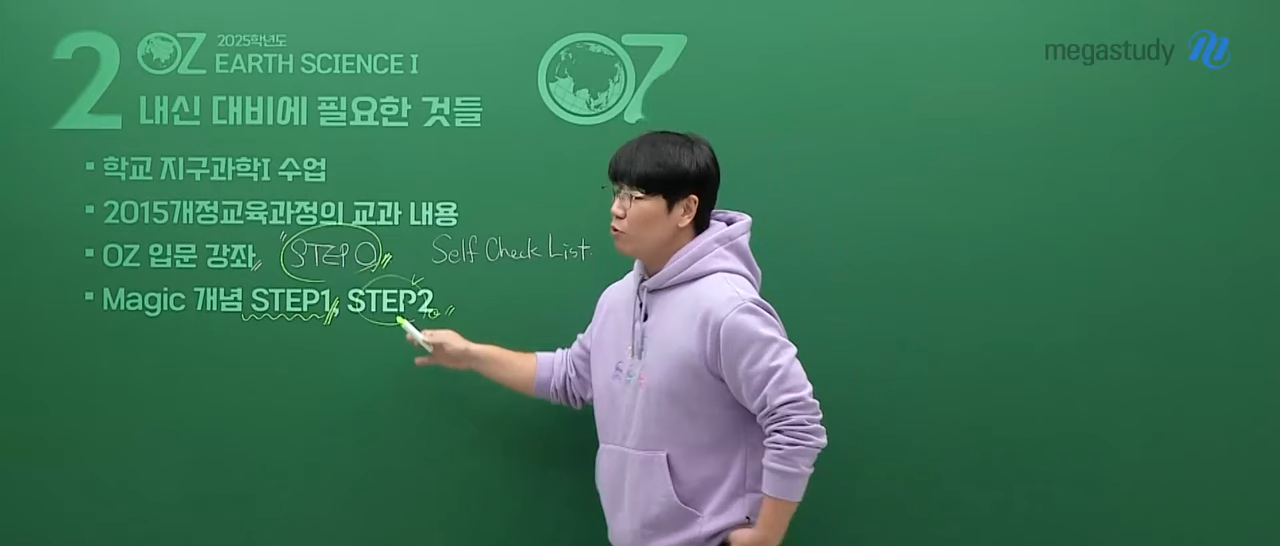 2
OZ 2025학년도
EARTH SCIENCE I
내신 대비에 필요한 것들
OZ
megastudy
▪ 학교 지구과학I 수업
▪ 2015개정교육과정의 교과 내용
▪ OZ 입문 강좌 "STEP 0" Self Check List.
▪ Magic 개념 STEP1, STEP2